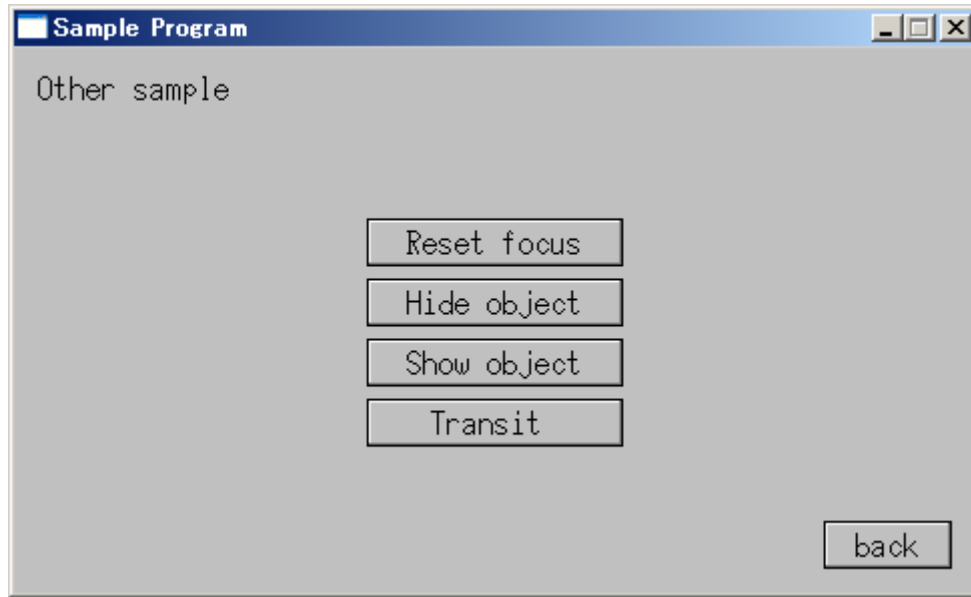 Sample Program
Other sample
Reset focus
Hide object
Show object
Transit
back